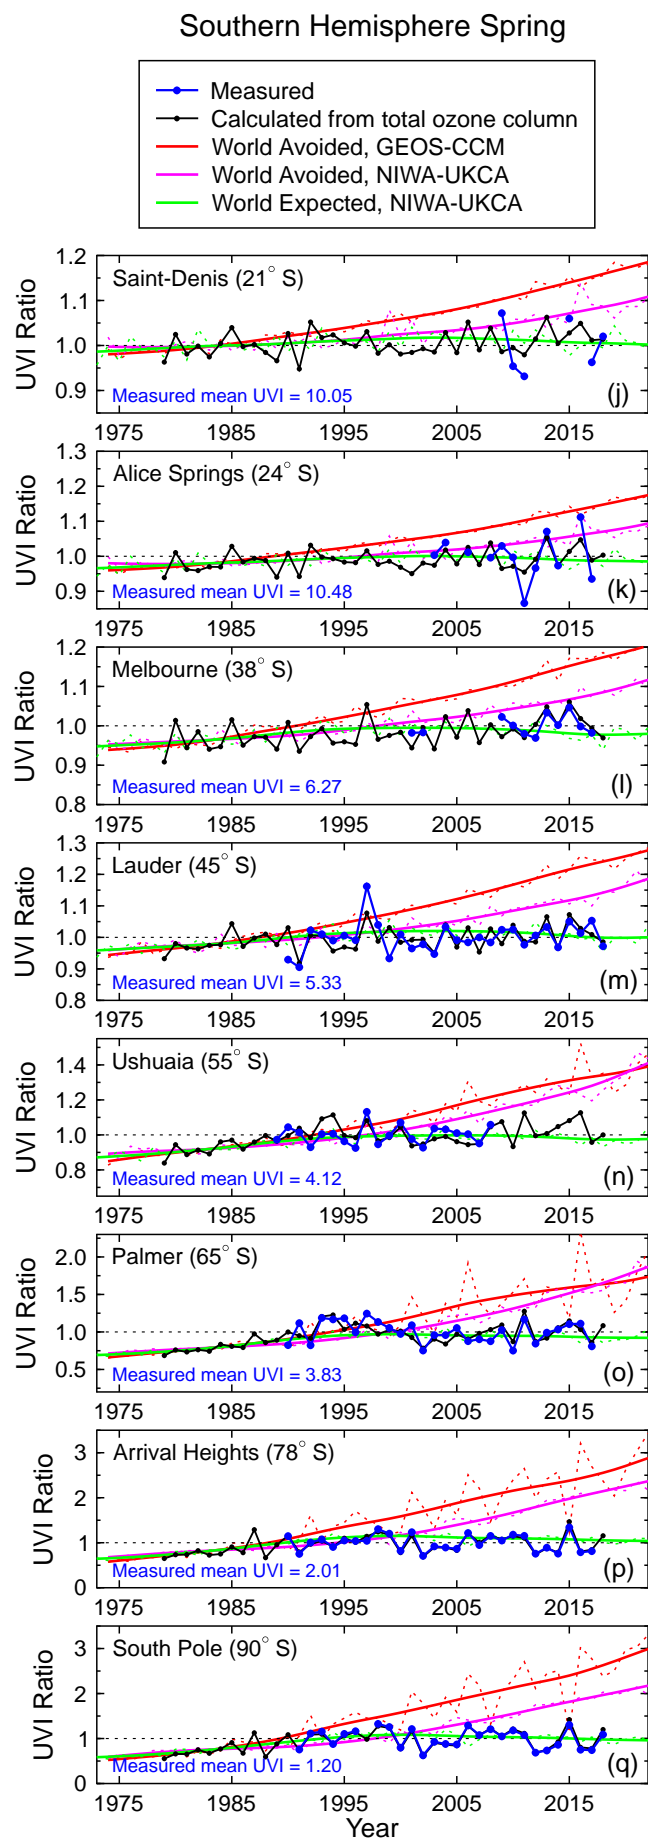 Southern Hemisphere Spring
Measured
Calculated from total ozone column
World Avoided, GEOS-CCM
World Avoided, NIWA-UKCA
World Expected, NIWA-UKCA
1.2
1.1
1.0
0.9
UVI Ratio
Saint-Denis (21° S)
Measured mean UVI = 10.05
(j)
1975 1985 1995 2005 2015
1.3
1.2
1.1
1.0
0.9
UVI Ratio
Alice Springs (24° S)
Measured mean UVI = 10.48
(k)
1975 1985 1995 2005 2015
1.2
1.1
1.0
0.9
0.8
UVI Ratio
Melbourne (38° S)
Measured mean UVI = 6.27
(l)
1975 1985 1995 2005 2015
1.3
1.2
1.1
1.0
0.9
0.8
UVI Ratio
Lauder (45° S)
Measured mean UVI = 5.33
(m)
1975 1985 1995 2005 2015
1.4
1.2
1.0
0.8
UVI Ratio
Ushuaia (55° S)
Measured mean UVI = 4.12
(n)
1975 1985 1995 2005 2015
2.0
1.5
1.0
0.5
UVI Ratio
Palmer (65° S)
Measured mean UVI = 3.83
(o)
1975 1985 1995 2005 2015
3
2
1
0
UVI Ratio
Arrival Heights (78° S)
Measured mean UVI = 2.01
(p)
1975 1985 1995 2005 2015
3
2
1
0
UVI Ratio
South Pole (90° S)
Measured mean UVI = 1.20
(q)
1975 1985 1995 2005 2015
Year